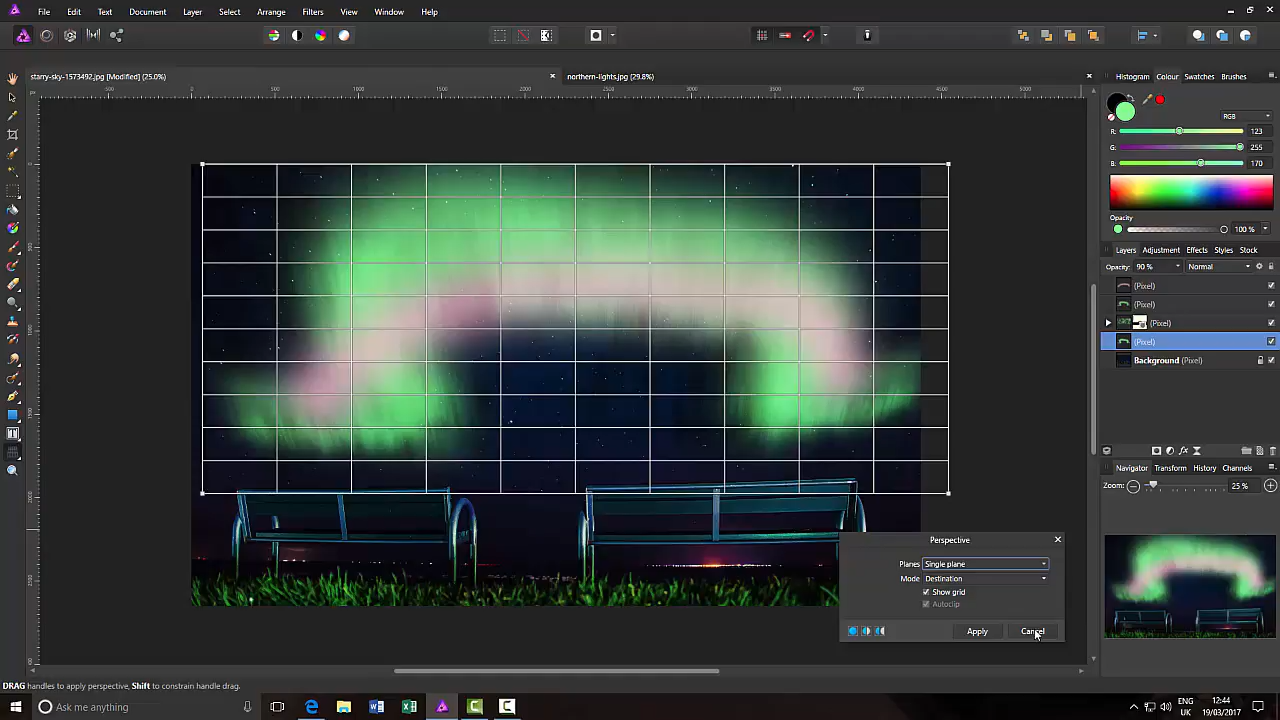 File Edit Text Document Layer Select Arrange Filters View Window Help
starry-sky-1573492.jpg [Modified] (25.0%)
northern-lights.jpg (29.8%)
Histogram Colour Swatches Brushes
RGB
R: 123
G: 255
B: 170
Opacity
100 %
Layers Adjustment Effects Styles Stock
Opacity: 90 % Normal
(Pixel)
(Pixel)
(Pixel)
(Pixel)
Background (Pixel)
Navigator Transform History Channels
Zoom: 25 %
Perspective
Planes Single plane
Mode Destination
Show grid
Autoclip
Apply Cancel
DRAG handles to apply perspective, Shift to constrain handle drag.
Ask me anything
ENG 12:44
UK 19/03/2017